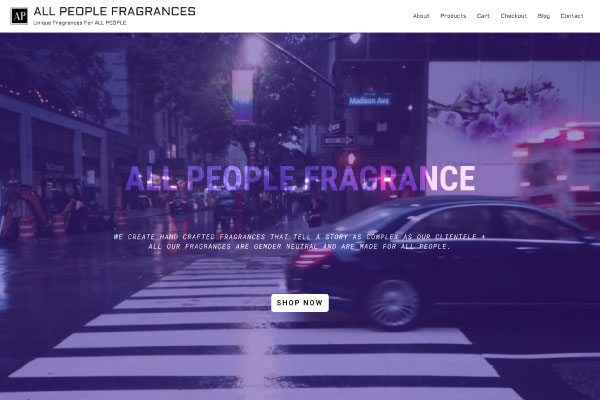 AP
ALL PEOPLE FRAGRANCES
Unique Fragrances For ALL PEOPLE
About Products Cart Checkout Blog Contact
Madison Ave
ALL PEOPLE FRAGRANCE
WE CREATE HAND CRAFTED FRAGRANCES THAT TELL A STORY AS COMPLEX AS OUR CLIENTELE +
ALL OUR FRAGRANCES ARE GENDER NEUTRAL AND ARE MADE FOR ALL PEOPLE.
SHOP NOW